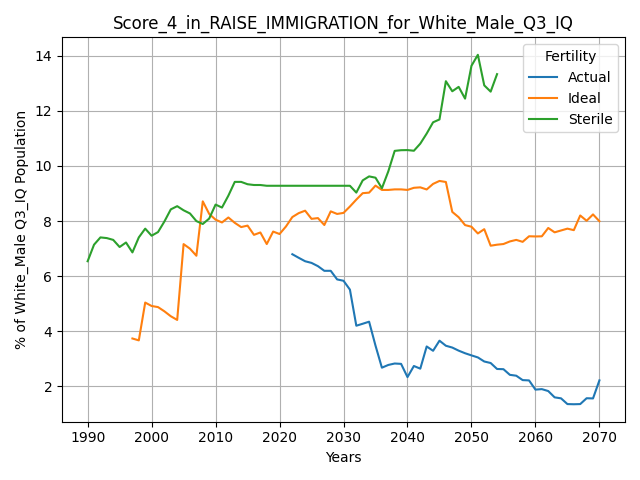 Score_4_in_RAISE_IMMIGRATION_for_White_Male_Q3_IQ
Fertility
Actual
Ideal
Sterile
% of White_Male Q3_IQ Population
14
12
10
8
6
4
2
1990 2000 2010 2020 2030 2040 2050 2060 2070
Years